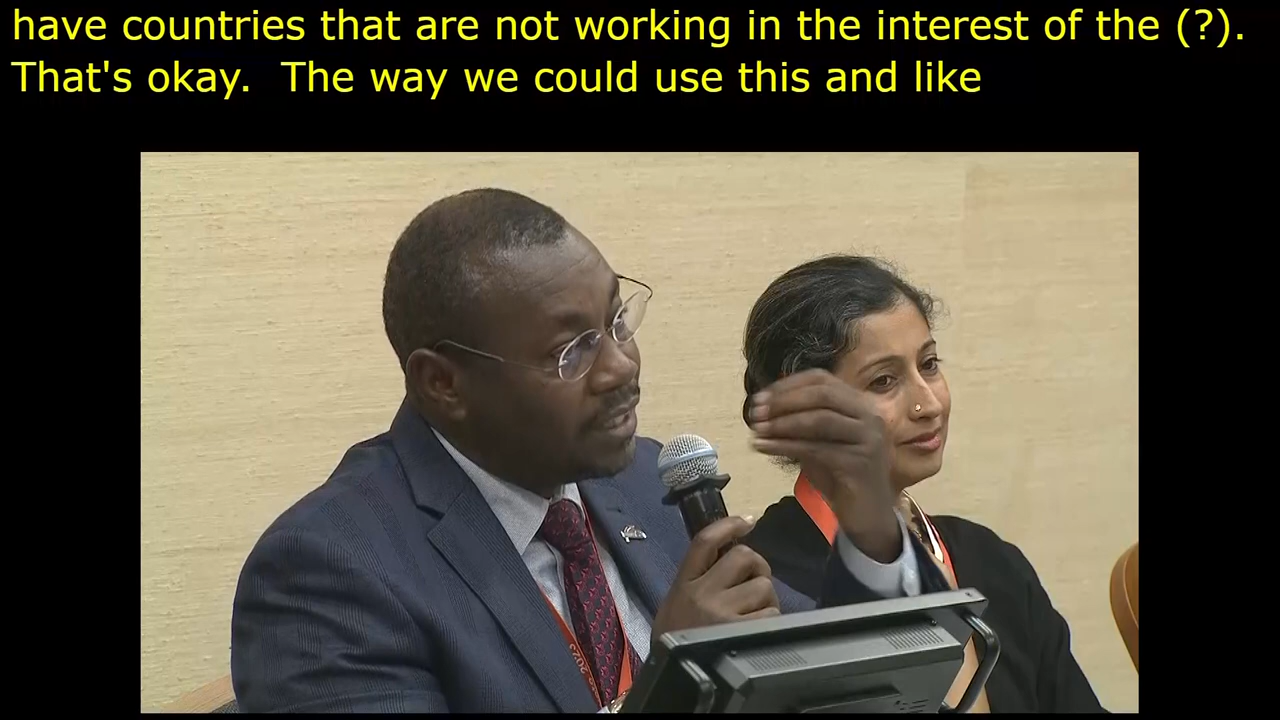 have countries that are not working in the interest of the (?).
That's okay.  The way we could use this and like
2023